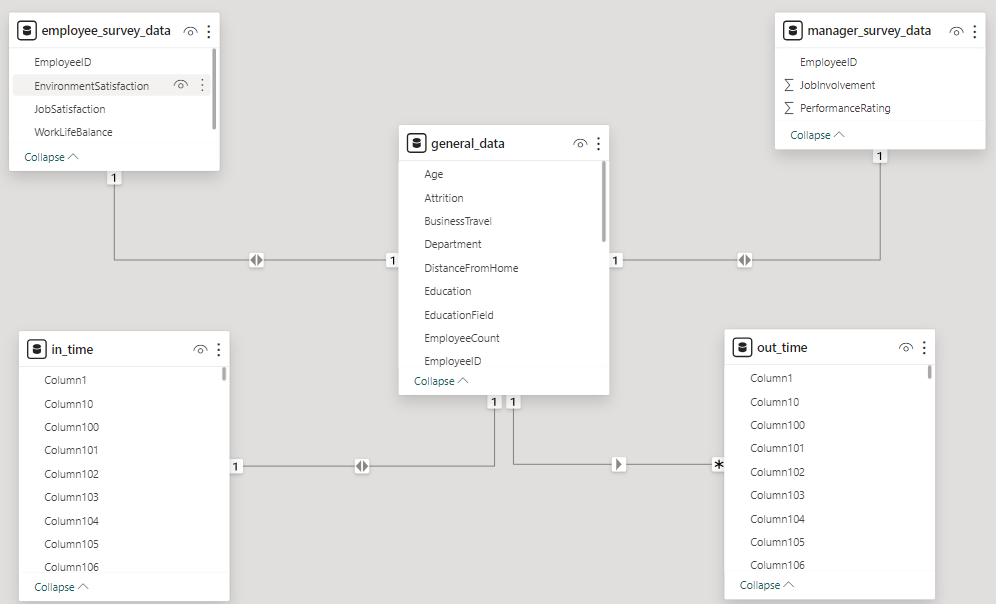 employee_survey_data
EmployeeID
EnvironmentSatisfaction
JobSatisfaction
WorkLifeBalance
Collapse
1
manager_survey_data
EmployeeID
∑ JobInvolvement
∑ PerformanceRating
Collapse
1
general_data
Age
Attrition
BusinessTravel
Department
DistanceFromHome
Education
EducationField
EmployeeCount
EmployeeID
Collapse
1
1
1 1
in_time
Column1
Column10
Column100
Column101
Column102
Column103
Column104
Column105
Column106
Collapse
1
out_time
Column1
Column10
Column100
Column101
Column102
Column103
Column104
Column105
Column106
Collapse
*